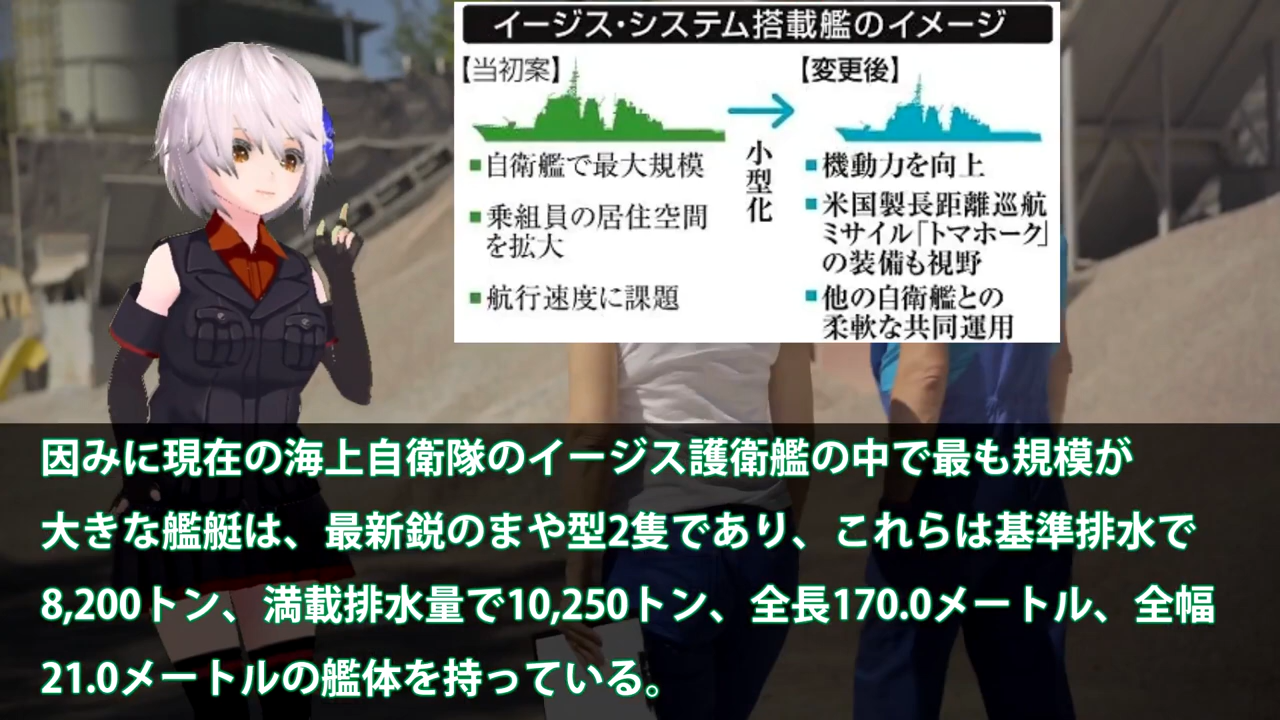 イージス・システム搭載艦のイメージ
【当初案】
■自衛艦で最大規模
■乗組員の居住空間
を拡大
■航行速度に課題
小型化
【変更後】
■機動力を向上
■米国製長距離巡航
ミサイル「トマホーク」
の装備も視野
■他の自衛艦との
柔軟な共同運用
因みに現在の海上自衛隊のイージス護衛艦の中で最も規模が
大きな艦艇は、最新鋭のまや型2隻であり、これらは基準排水で
8,200トン、満載排水量で10,250トン、全長170.0メートル、全幅
21.0メートルの艦体を持っている。